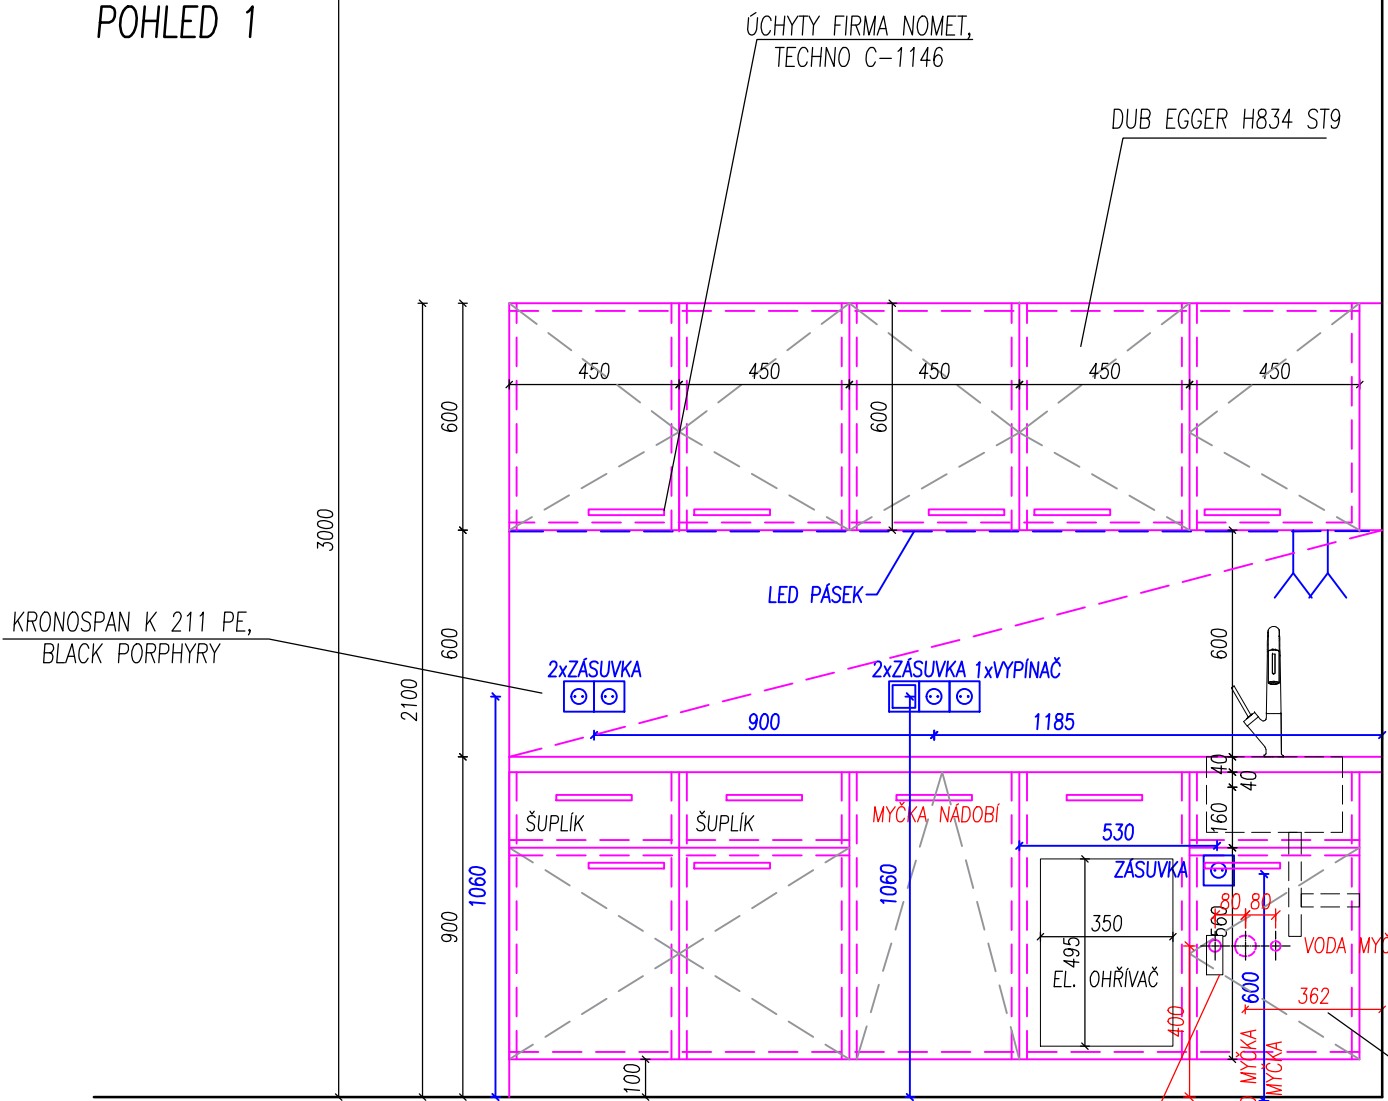 POHLED 1
ÚCHYTY FIRMA NOMET,
TECHNO C-1146
DUB EGGER H834 ST9
450
450
450
450
450
600
600
3000
LED PÁSEK
KRONOSPAN K 211 PE,
BLACK PORPHYRY
600
600
2100
2xZÁSUVKA
2xZÁSUVKA 1xVYPÍNAČ
900
1185
40
40
ŠUPLÍK
ŠUPLÍK
MYČKA NÁDOBÍ
160
530
ZÁSUVKA
1060
1060
900
80
80
560
350
495
VODA MYČ
EL. OHŘÍVAČ
600
362
400
100
MYČKA
MYČKA